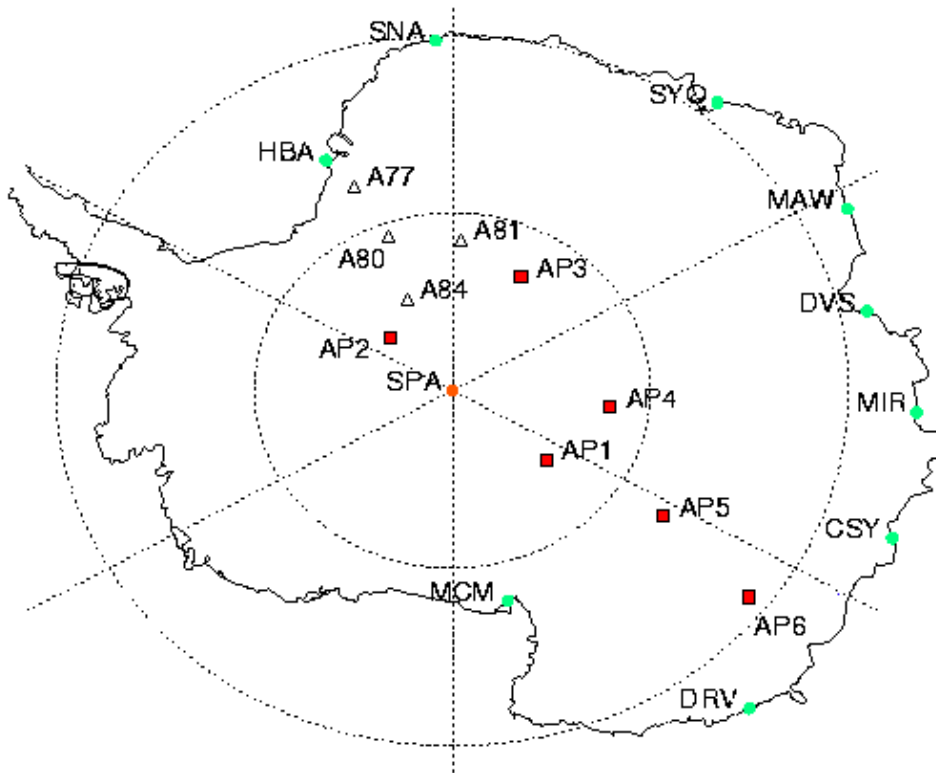 SNA
SYO
HBA
A77
MAW
A81
A80
AP3
A84
DVS
AP2
SPA
AP4
MIR
AP1
AP5
CSY
MCM
AP6
DRV